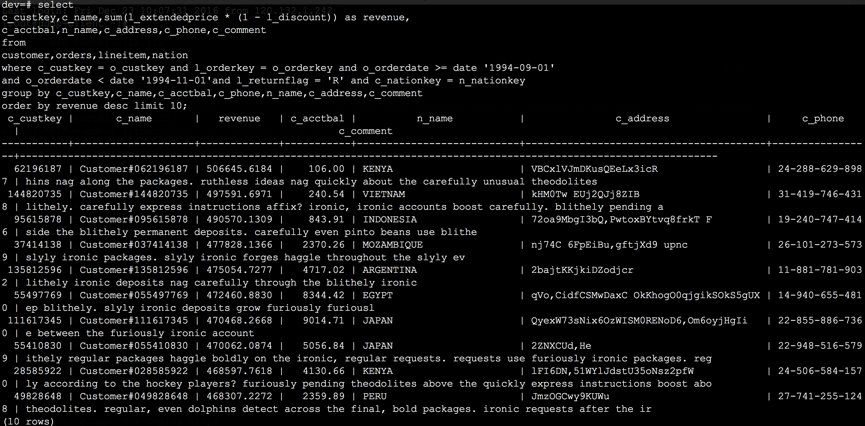 dev=# select
c_custkey,c_name,sum(l_extendedprice * (1 - l_discount)) as revenue,
c_acctbal,n_name,c_address,c_phone,c_comment
from
customer,orders,lineitem,nation
where c_custkey = o_custkey and l_orderkey = o_orderkey and o_orderdate >= date '1994-09-01'
and o_orderdate < date '1994-11-01'and l_returnflag = 'R' and c_nationkey = n_nationkey
group by c_custkey,c_name,c_acctbal,c_phone,n_name,c_address,c_comment
order by revenue desc limit 10;
c_custkey | c_name | revenue | c_acctbal | n_name | c_address | c_phone
| c_comment
62196187 | Customer#062196187 | 506645.6184 | 106.00 | KENYA | VBCxlVJmDKusQEeLx3icR | 24-288-629-898
7 | hins nag along the packages. ruthless ideas nag quickly about the carefully unusual theodolites
144820735 | Customer#144820735 | 497591.6971 | 240.54 | VIETNAM | kHM0Tw EUj2QJj8ZIB | 31-419-746-431
8 | lithely. carefully express instructions affix? ironic, ironic accounts boost carefully. blithely pending a
95615878 | Customer#095615878 | 490570.1309 | 843.91 | INDONESIA | 72oa9MbgI3bQ,PwtoxBYtvq8frkT F | 19-240-747-414
6 | side the blithely permanent deposits. carefully even pinto beans use blithe
37414138 | Customer#037414138 | 477828.1366 | 2370.26 | MOZAMBIQUE | nj74C 6FpEiBu,gftjXd9 upnc | 26-101-273-573
9 | slyly ironic packages. slyly ironic forges haggle throughout the slyly ev
135812596 | Customer#135812596 | 475054.7277 | 4717.02 | ARGENTINA | 2bajtKKjkiDZodjcr | 11-881-781-903
2 | lithely ironic deposits nag carefully through the blithely ironic
55497769 | Customer#055497769 | 472460.8830 | 8344.42 | EGYPT | qVo,CidfCSMwDaxC OkKhogO0qjgikSOkS5gUX | 14-940-655-481
0 | ep blithely. slyly ironic deposits grow furiously furiousl
111617345 | Customer#111617345 | 470468.2668 | 9014.71 | JAPAN | QyexW73sNix6OzWISM0RENoD6,Om6oyjHgIi | 22-855-886-736
0 | e between the furiously ironic account
55410830 | Customer#055410830 | 470062.0874 | 5056.84 | JAPAN | 2ZNXCUd,He | 22-948-516-579
9 | ithely regular packages haggle boldly on the ironic, regular requests. requests use furiously ironic packages. reg
28585922 | Customer#028585922 | 468597.7618 | 4130.66 | KENYA | lFI6DN,51WYlJdstU35oNsz2pfW | 24-506-584-157
0 | ly according to the hockey players? furiously pending theodolites above the quickly express instructions boost abo
49828648 | Customer#049828648 | 468307.2272 | 2359.89 | PERU | JmzOGCwy9KUWu | 27-741-255-124
8 | theodolites. regular, even dolphins detect across the final, bold packages. ironic requests after the ir
(10 rows)